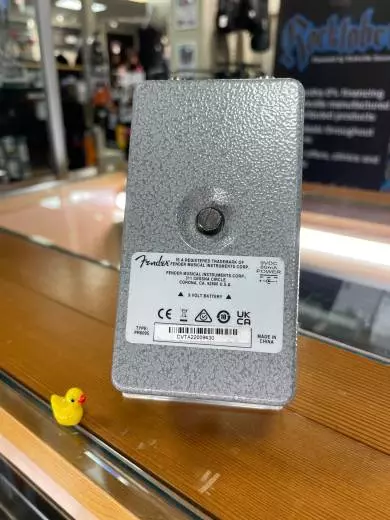 Rocktober
Fender
IS A REGISTERED TRADEMARK OF
FENDER MUSICAL INSTRUMENTS CORP.
FENDER MUSICAL INSTRUMENTS CORP.
311 CESSNA CIRCLE
CORONA, CA. 92880 U.S.A.
9VDC
POWER
▲ 9 VOLT BATTERY ▲
CE
UK
CA
TYPE:
CVTA22009630
MADE IN
CHINA